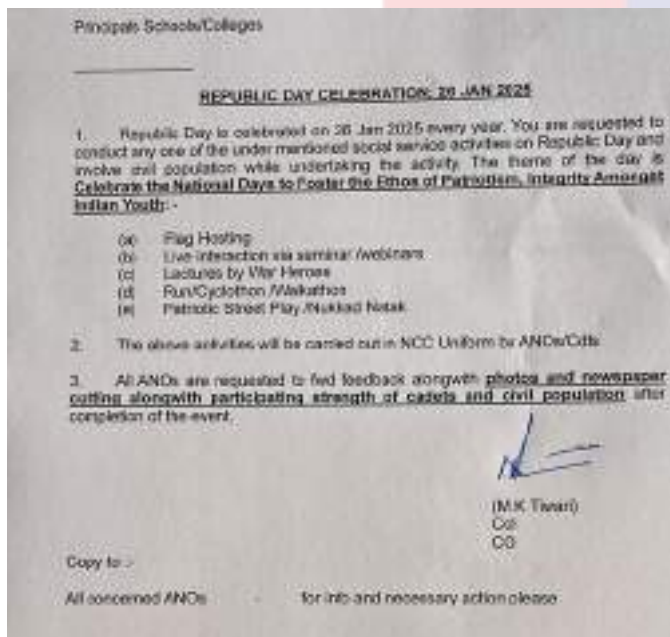 Principals Schools/Colleges
REPUBLIC DAY CELEBRATION: 26 JAN 2025
1. Republic Day is celebrated on 26 Jan 2025 every year. You are requested to
conduct any one of the under mentioned social service activities on Republic Day and
involve civil population while undertaking the activity. The theme of the day is
Celebrate the National Days to Foster the Ethos of Patriotism, Integrity Amongst
Indian Youth: -
(a) Flag Hosting
(b) Live interaction via seminar /webinars
(c) Lectures by War Heroes
(d) Run/Cyclothon /Walkathon
(e) Patriotic Street Play /Nukkad Natak
2. The above activities will be carried out in NCC Uniform by ANOs/Cdts
3. All ANOs are requested to fwd feedback alongwith photos and newspaper
cutting alongwith participating strength of cadets and civil population after
completion of the event.
(M.K Tiwari)
Col
CO
Copy to :-
All concerned ANOs - for info and necessary action please